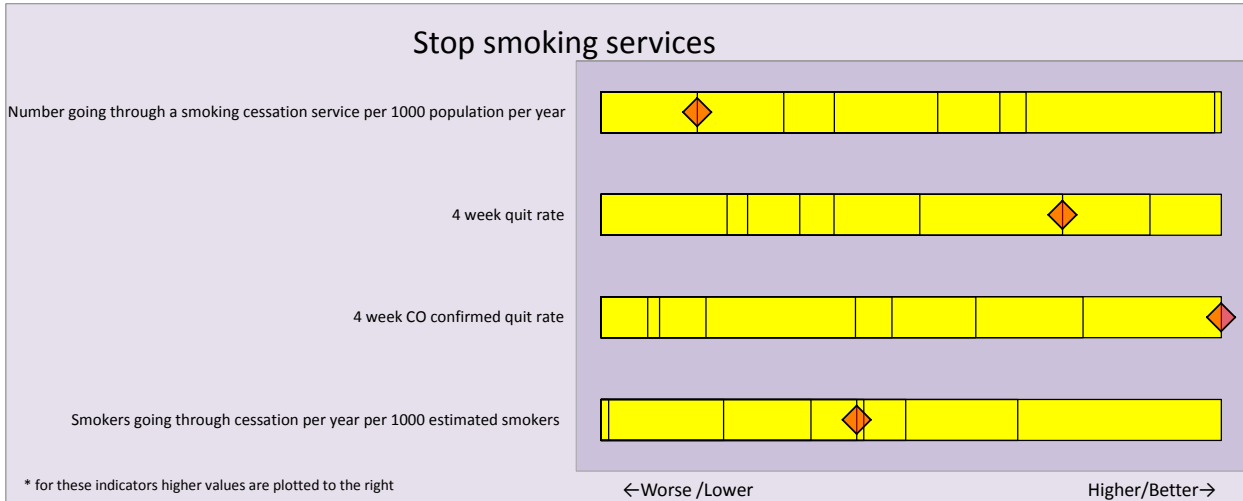 Stop smoking services
Number going through a smoking cessation service per 1000 population per year
4 week quit rate
4 week CO confirmed quit rate
Smokers going through cessation per year per 1000 estimated smokers
* for these indicators higher values are plotted to the right
←Worse /Lower
Higher/Better→